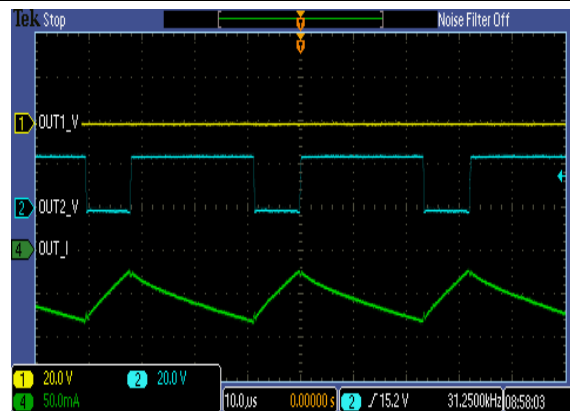 Tek Stop
Noise Filter Off
1 OUT1_V
2 OUT2_V
4 OUT_I
1 20.0 V 2 20.0 V
4 50.0mA
10.0µs 0.00000 s 2 15.2 V 31.2500kHz 08:58:03